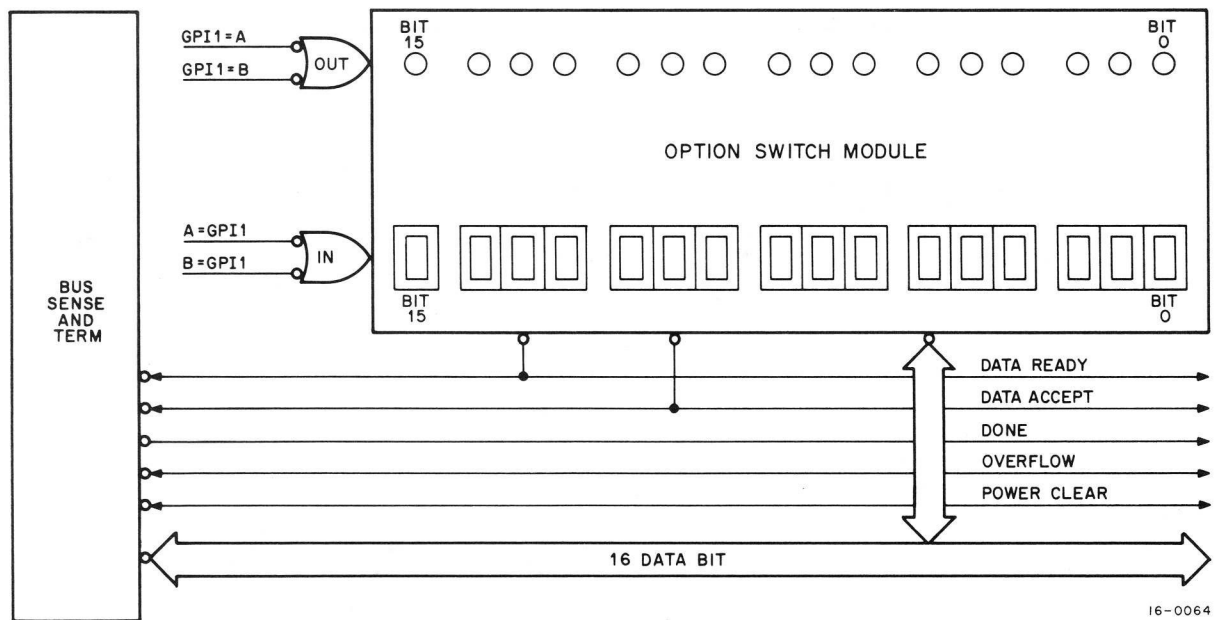 GPI1=A
GPI1=B
OUT
BIT
15
BIT
0
OPTION SWITCH MODULE
A=GPI1
B=GPI1
IN
BIT
15
BIT
0
BUS
SENSE
AND
TERM
DATA READY
DATA ACCEPT
DONE
OVERFLOW
POWER CLEAR
16 DATA BIT
16-0064